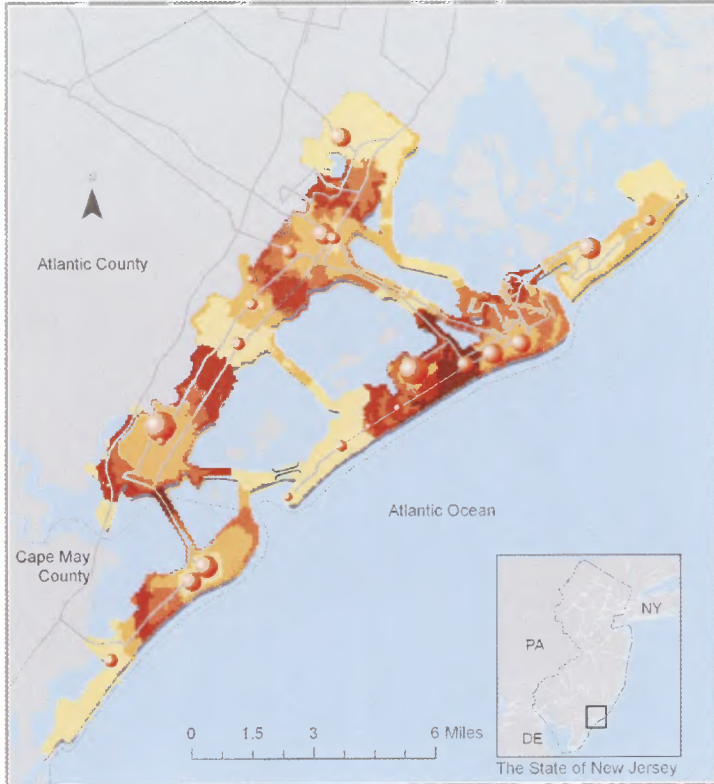 Atlantic County
Atlantic Ocean
Cape May
County
NY
PA
DE
0 1.5 3 6 Miles
The State of New Jersey